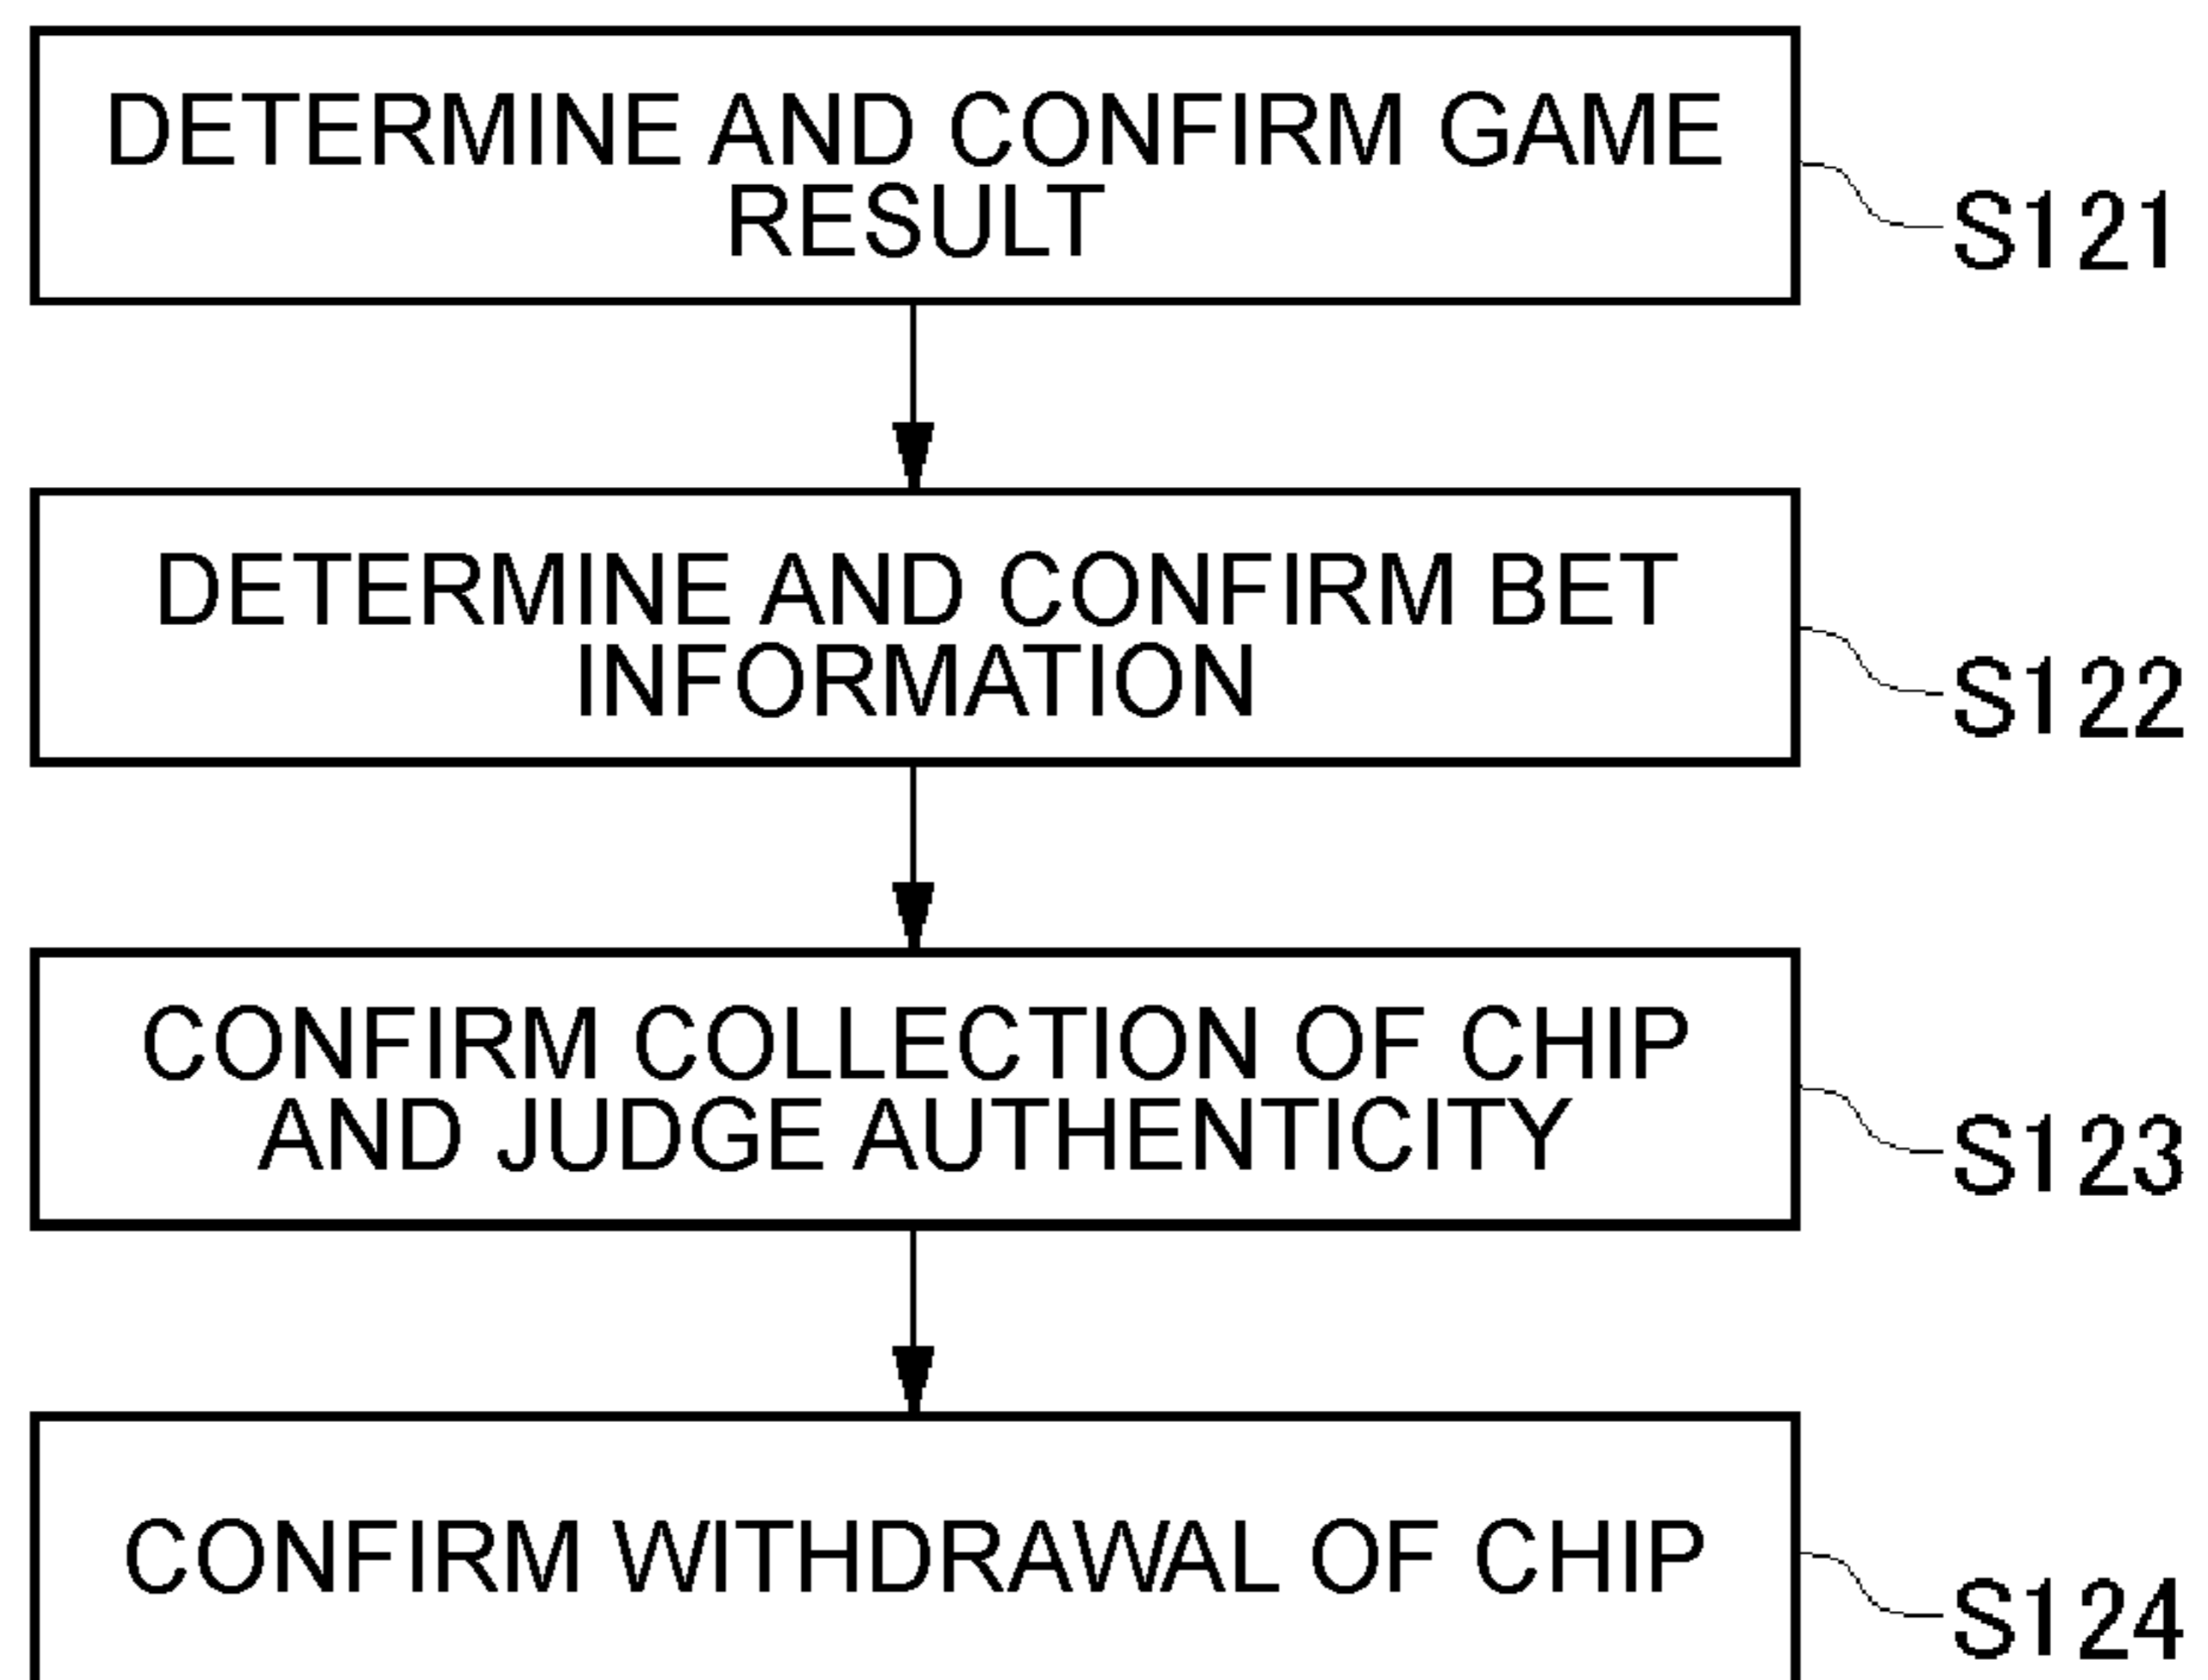 DETERMINE AND CONFIRM GAME
RESULT
S121
DETERMINE AND CONFIRM BET
INFORMATION
S122
CONFIRM COLLECTION OF CHIP
AND JUDGE AUTHENTICITY
S123
CONFIRM WITHDRAWAL OF CHIP
S124